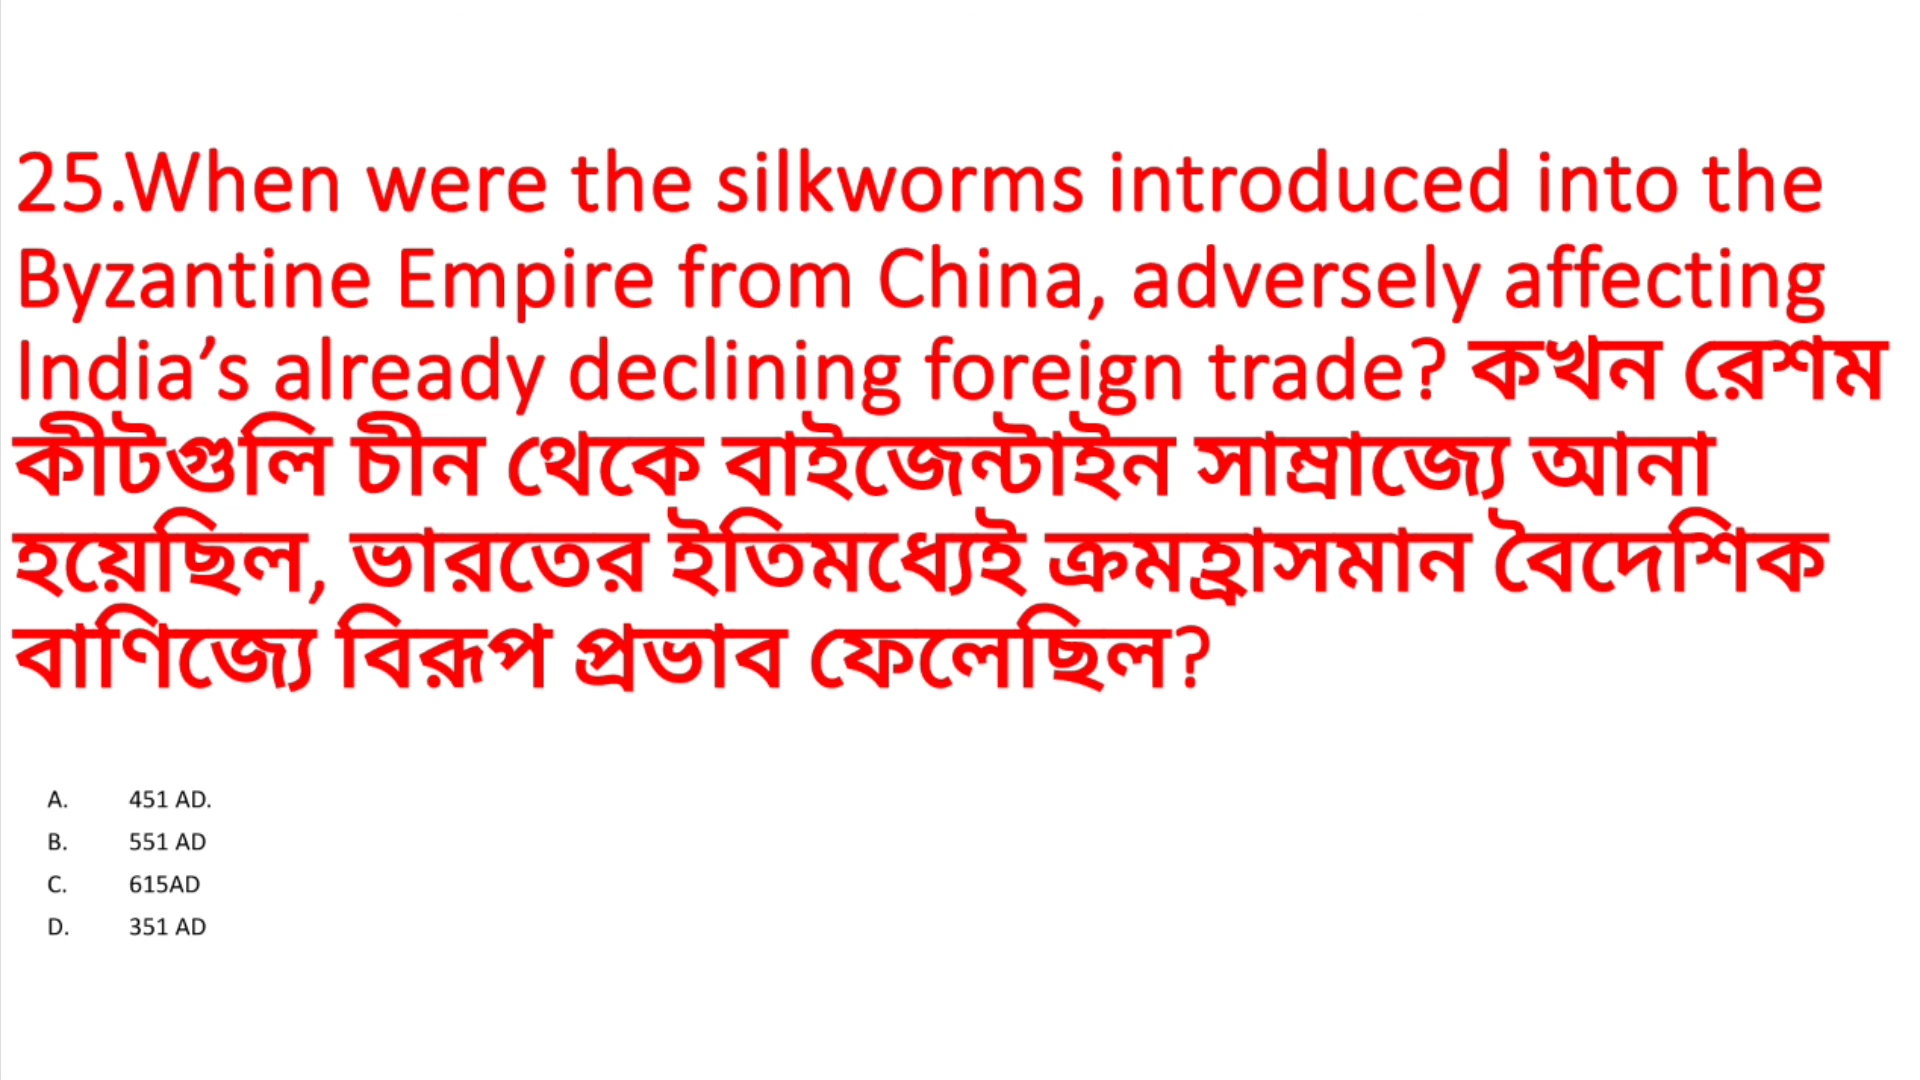 25.When were the silkworms introduced into the
Byzantine Empire from China, adversely affecting
India’s already declining foreign trade? কখন রেশম
কীটগুলি চীন থেকে বাইজেন্টাইন সাম্রাজ্যে আনা
হয়েছিল, ভারতের ইতিমধ্যেই ক্রমহ্রাসমান বৈদেশিক
বাণিজ্যে বিরূপ প্রভাব ফেলেছিল?
A. 451 AD.
B. 551 AD
C. 615AD
D. 351 AD